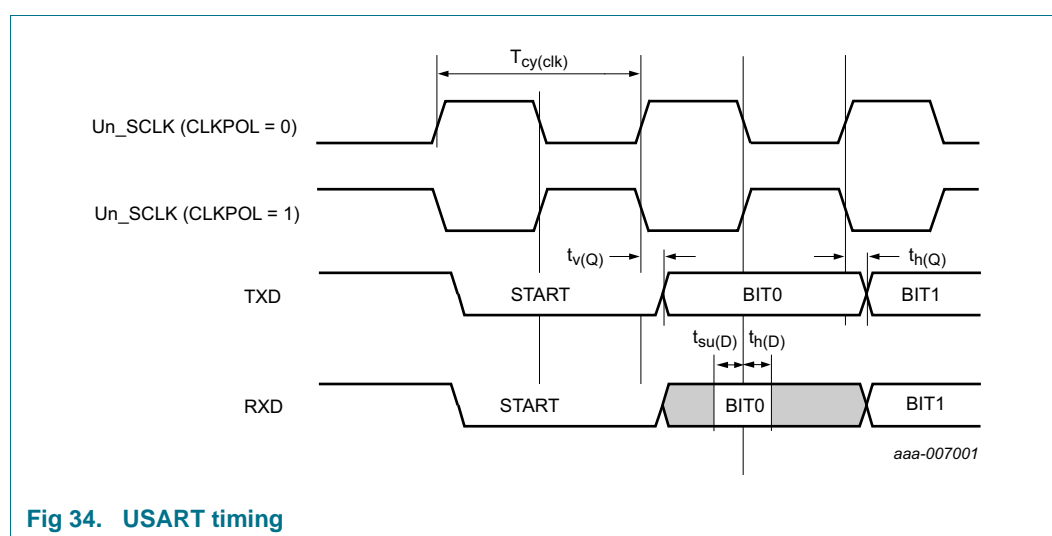 Tcy(clk)
Un_SCLK (CLKPOL = 0)
Un_SCLK (CLKPOL = 1)
tv(Q)
th(Q)
TXD
START
BIT0
BIT1
tsu(D)
th(D)
RXD
START
BIT0
BIT1
aaa-007001
Fig 34. USART timing